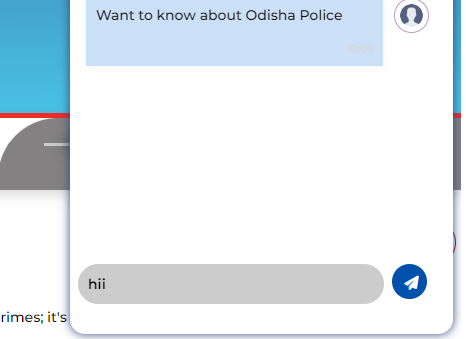 Want to know about Odisha Police
hii
rimes; it's